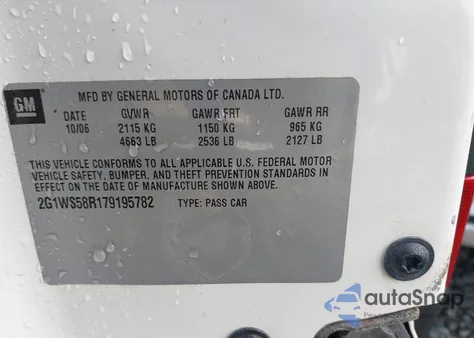 GM
MFD BY GENERAL MOTORS OF CANADA LTD.
DATE GVWR GAWR FRT GAWR RR
10/06 2115 KG 1150 KG 965 KG
4663 LB 2536 LB 2127 LB
THIS VEHICLE CONFORMS TO ALL APPLICABLE U.S. FEDERAL MOTOR
VEHICLE SAFETY, BUMPER, AND THEFT PREVENTION STANDARDS IN
EFFECT ON THE DATE OF MANUFACTURE SHOWN ABOVE.
2G1WS58R179195782 TYPE: PASS CAR
autoSnap